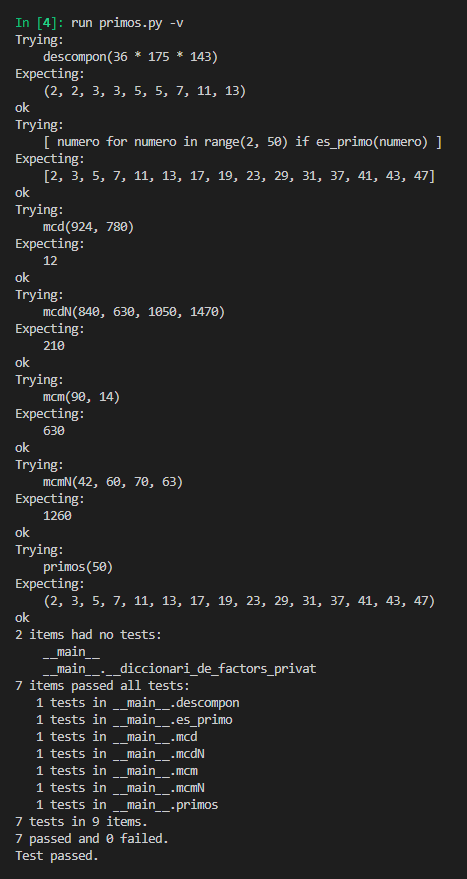 In [4]: run primos.py -v
Trying:
    descompon(36 * 175 * 143)
Expecting:
    (2, 2, 3, 3, 5, 5, 7, 11, 13)
ok
Trying:
    [ numero for numero in range(2, 50) if es_primo(numero) ]
Expecting:
    [2, 3, 5, 7, 11, 13, 17, 19, 23, 29, 31, 37, 41, 43, 47]
ok
Trying:
    mcd(924, 780)
Expecting:
    12
ok
Trying:
    mcdN(840, 630, 1050, 1470)
Expecting:
    210
ok
Trying:
    mcm(90, 14)
Expecting:
    630
ok
Trying:
    mcmN(42, 60, 70, 63)
Expecting:
    1260
ok
Trying:
    primos(50)
Expecting:
    (2, 3, 5, 7, 11, 13, 17, 19, 23, 29, 31, 37, 41, 43, 47)
ok
2 items had no tests:
    __main__
    __main__.__diccionari_de_factors_privat
7 items passed all tests:
   1 tests in __main__.descompon
   1 tests in __main__.es_primo
   1 tests in __main__.mcd
   1 tests in __main__.mcdN
   1 tests in __main__.mcm
   1 tests in __main__.mcmN
   1 tests in __main__.primos
7 tests in 9 items.
7 passed and 0 failed.
Test passed.